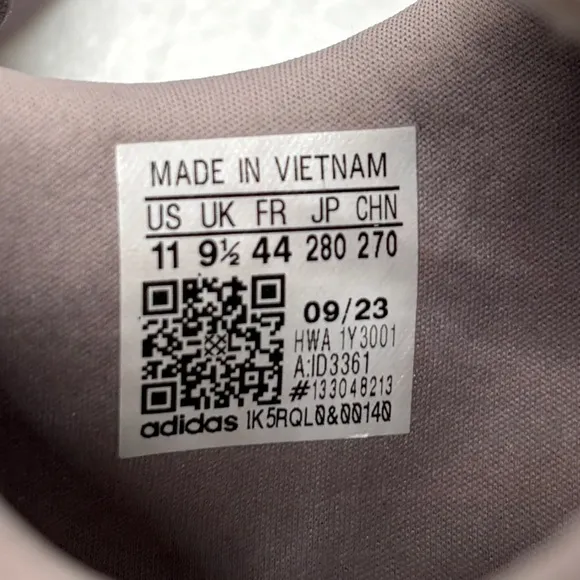 MADE IN VIETNAM
US UK FR JP CHN
11 9½ 44 280 270
09/23
HWA 1Y3001
A:ID3361
#133048213
adidas 1K5RQL0&00140